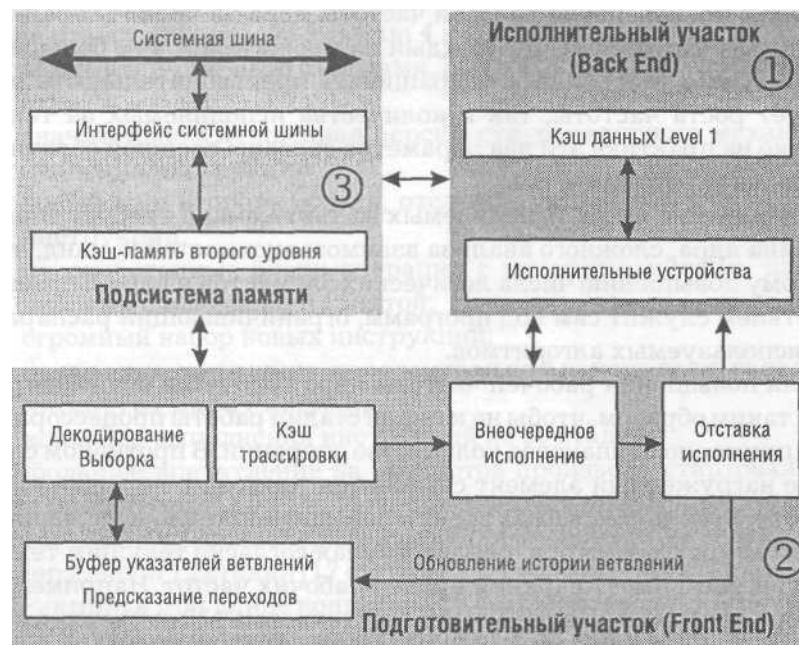 Системная шина
Интерфейс системной шины
③
Кэш-память второго уровня
Подсистема памяти
Исполнительный участок
(Back End)
①
Кэш данных Level 1
Исполнительные устройства
Декодирование
Выборка
Кэш
трассировки
Внеочередное
исполнение
Отставка
исполнения
Буфер указателей ветвлений
Предсказание переходов
Обновление истории ветвлений
②
Подготовительный участок (Front End)